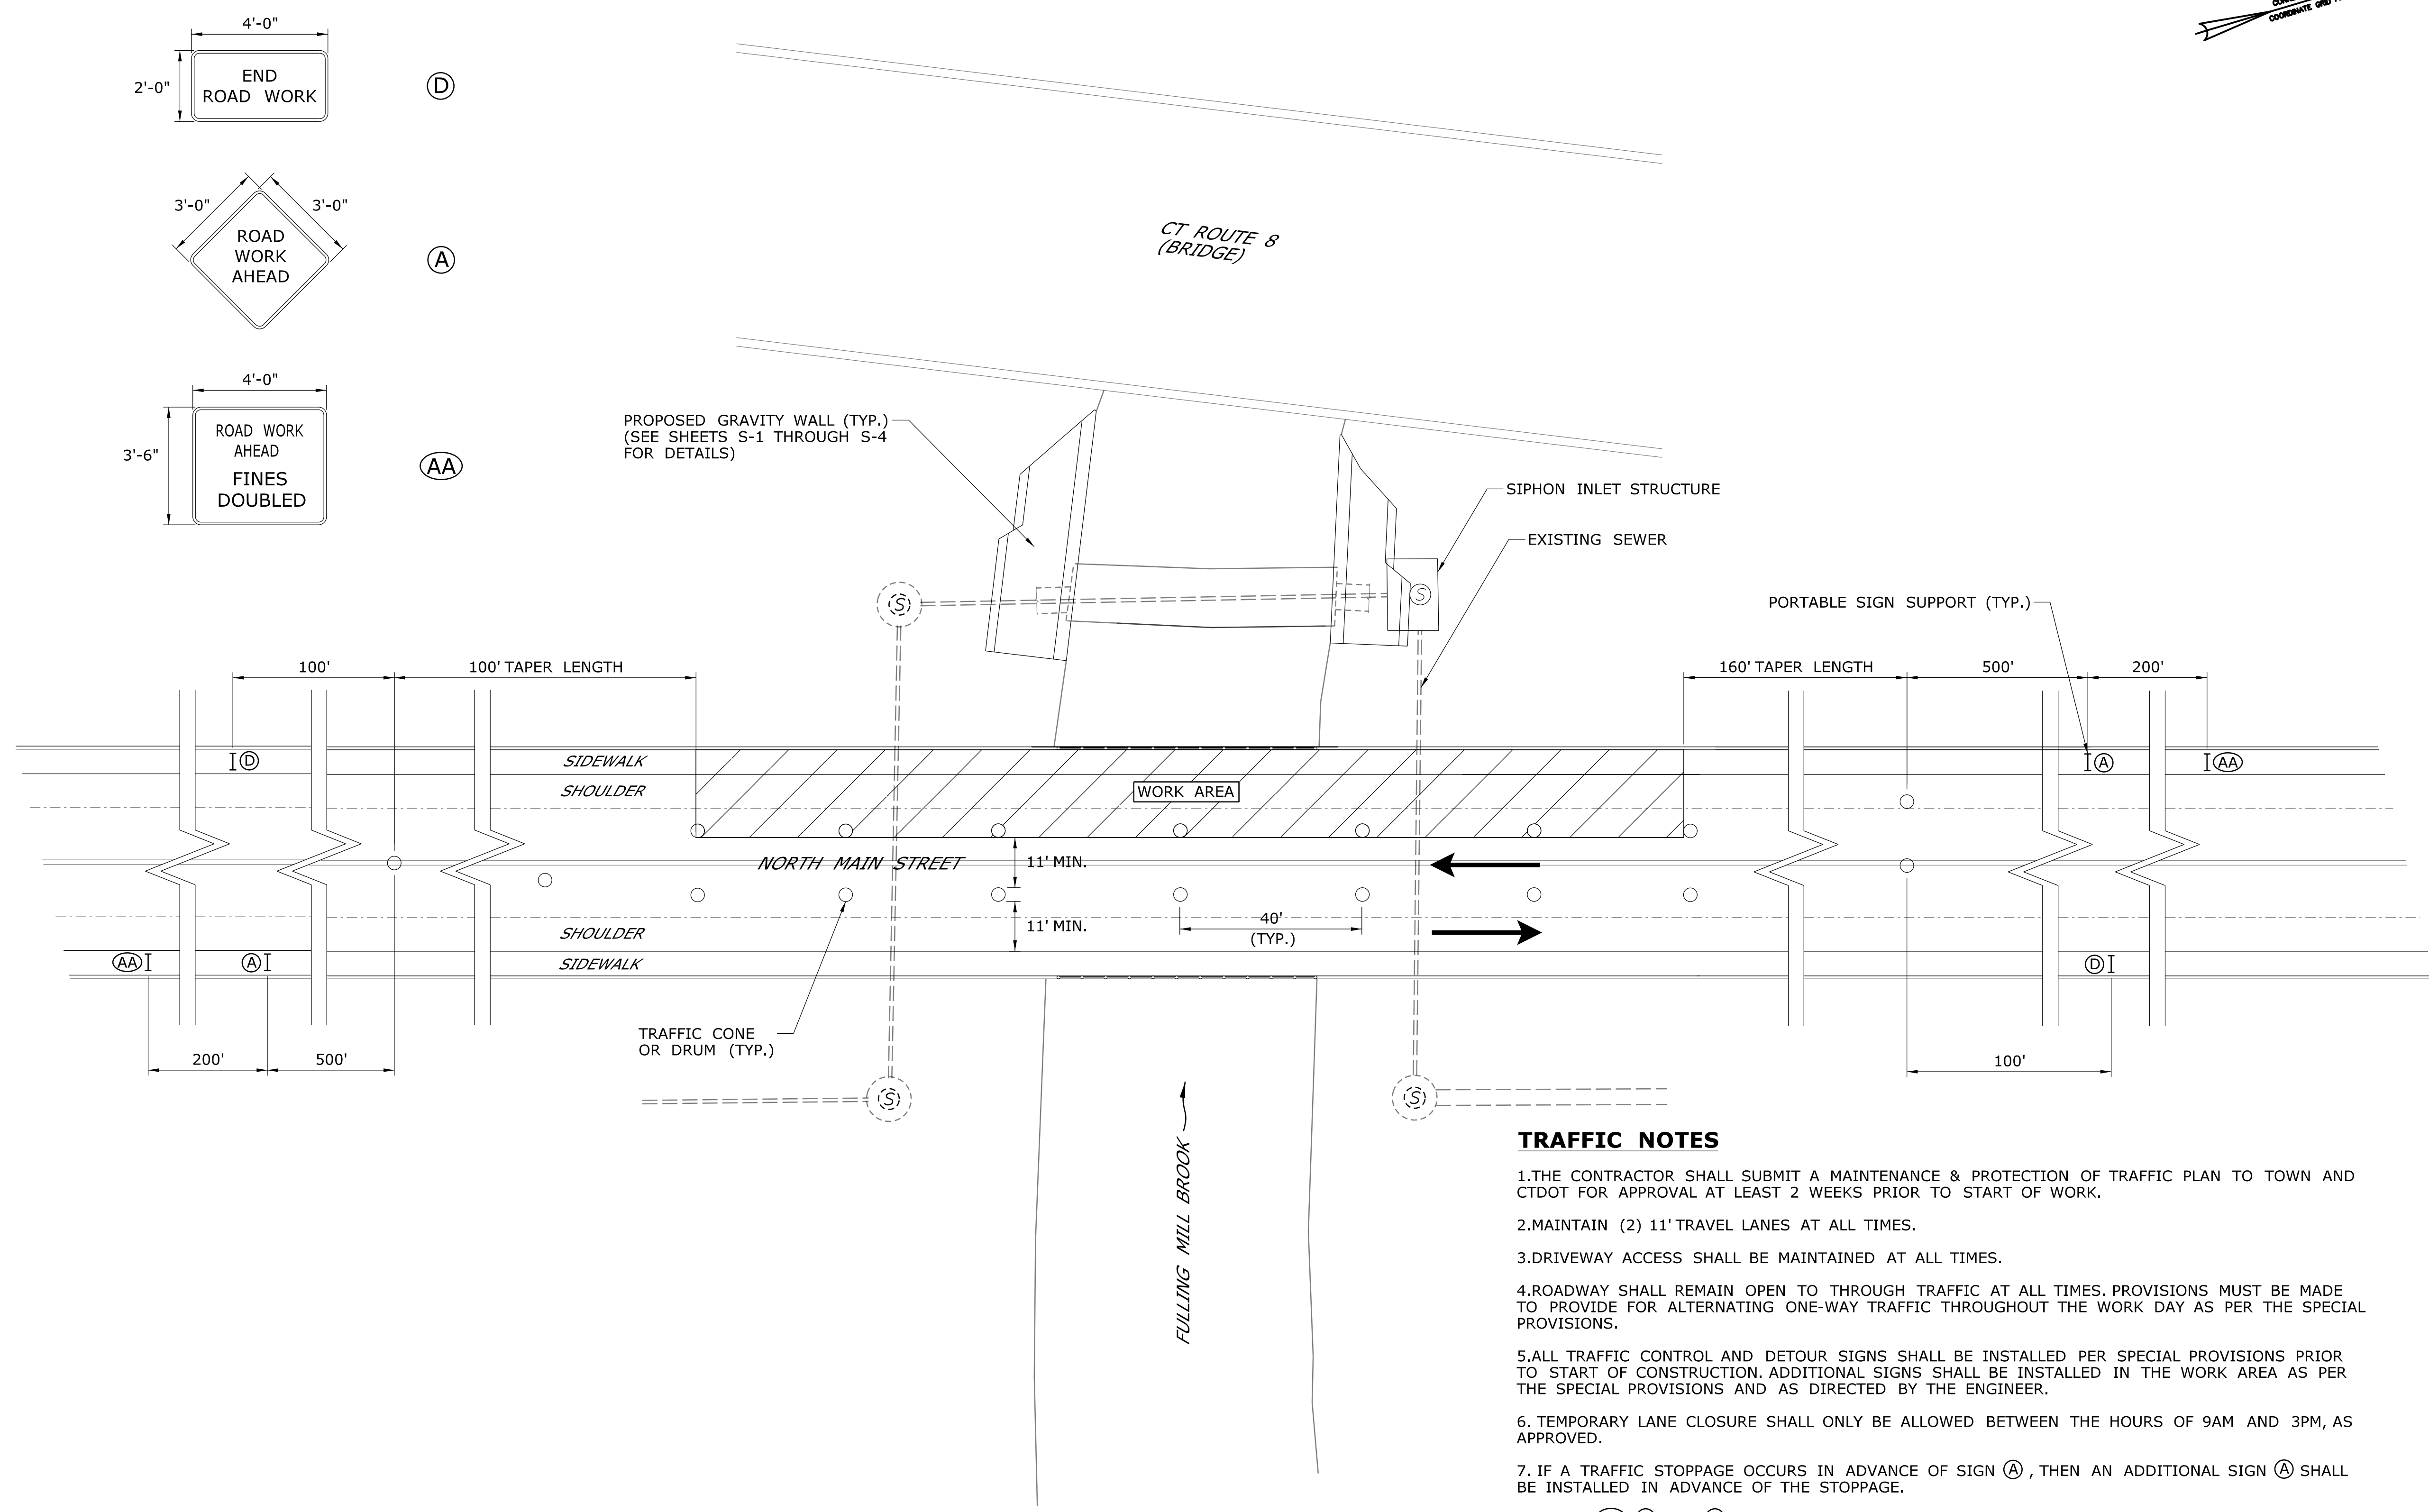 COORDINATE GRID
4'-0"
2'-0"
END
ROAD WORK
D
3'-0"
3'-0"
ROAD
WORK
AHEAD
A
4'-0"
3'-6"
ROAD WORK
AHEAD
FINES
DOUBLED
AA
CT ROUTE 8
(BRIDGE)
PROPOSED GRAVITY WALL (TYP.)
(SEE SHEETS S-1 THROUGH S-4
FOR DETAILS)
SIPHON INLET STRUCTURE
EXISTING SEWER
S
S
PORTABLE SIGN SUPPORT (TYP.)
100'
100' TAPER LENGTH
160' TAPER LENGTH
500'
200'
D
SIDEWALK
A
AA
SHOULDER
WORK AREA
NORTH MAIN STREET
11' MIN.
40'
(TYP.)
11' MIN.
SHOULDER
AA
A
SIDEWALK
D
TRAFFIC CONE
OR DRUM (TYP.)
200'
500'
100'
S
S
FULLING MILL BROOK
TRAFFIC NOTES
1.THE CONTRACTOR SHALL SUBMIT A MAINTENANCE & PROTECTION OF TRAFFIC PLAN TO TOWN AND
CTDOT FOR APPROVAL AT LEAST 2 WEEKS PRIOR TO START OF WORK.
2.MAINTAIN (2) 11' TRAVEL LANES AT ALL TIMES.
3.DRIVEWAY ACCESS SHALL BE MAINTAINED AT ALL TIMES.
4.ROADWAY SHALL REMAIN OPEN TO THROUGH TRAFFIC AT ALL TIMES. PROVISIONS MUST BE MADE
TO PROVIDE FOR ALTERNATING ONE-WAY TRAFFIC THROUGHOUT THE WORK DAY AS PER THE SPECIAL
PROVISIONS.
5.ALL TRAFFIC CONTROL AND DETOUR SIGNS SHALL BE INSTALLED PER SPECIAL PROVISIONS PRIOR
TO START OF CONSTRUCTION. ADDITIONAL SIGNS SHALL BE INSTALLED IN THE WORK AREA AS PER
THE SPECIAL PROVISIONS AND AS DIRECTED BY THE ENGINEER.
6. TEMPORARY LANE CLOSURE SHALL ONLY BE ALLOWED BETWEEN THE HOURS OF 9AM AND 3PM, AS
APPROVED.
7. IF A TRAFFIC STOPPAGE OCCURS IN ADVANCE OF SIGN A , THEN AN ADDITIONAL SIGN A SHALL
BE INSTALLED IN ADVANCE OF THE STOPPAGE.